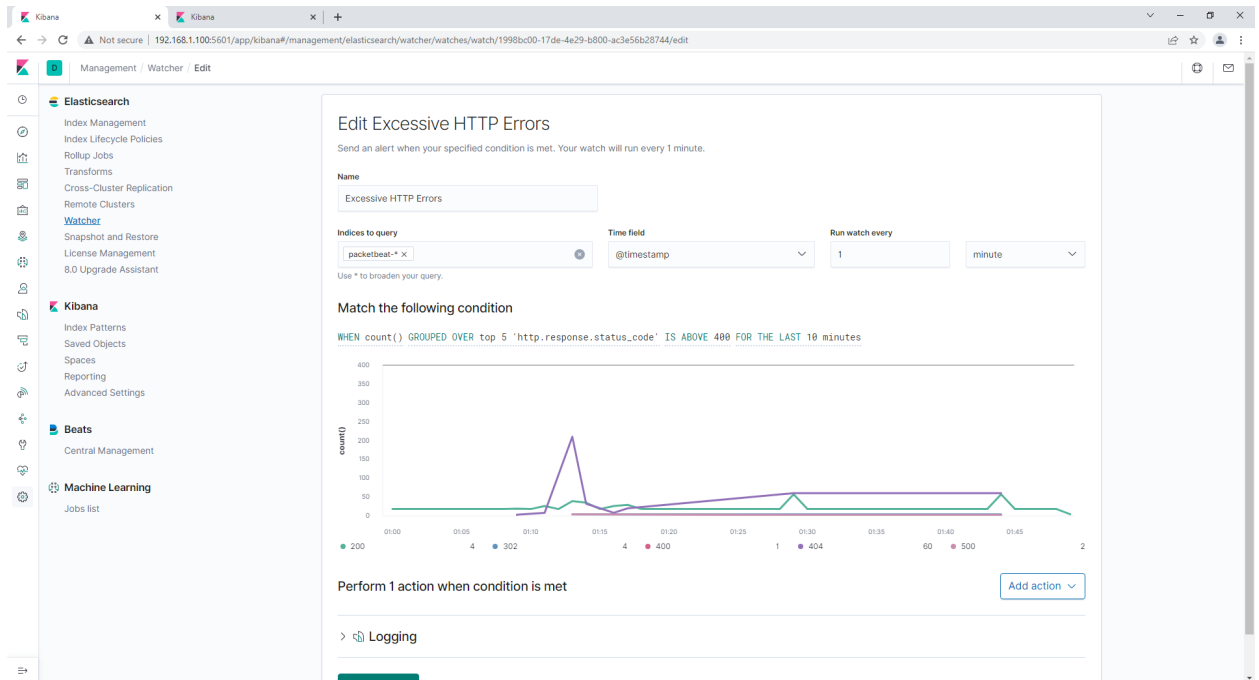 Kibana
Kibana
Not secure
192.168.1.100:5601/app/kibana#/management/elasticsearch/watcher/watches/watch/1998bc00-17de-4e29-b800-ac3e56b28744/edit
D
Management / Watcher / Edit
Elasticsearch
Index Management
Index Lifecycle Policies
Rollup Jobs
Transforms
Cross-Cluster Replication
Remote Clusters
Watcher
Snapshot and Restore
License Management
8.0 Upgrade Assistant
Kibana
Index Patterns
Saved Objects
Spaces
Reporting
Advanced Settings
Beats
Central Management
Machine Learning
Jobs list
Edit Excessive HTTP Errors
Send an alert when your specified condition is met. Your watch will run every 1 minute.
Name
Excessive HTTP Errors
Indices to query
Time field
Run watch every
packetbeat-*
@timestamp
1
minute
Use * to broaden your query.
Match the following condition
WHEN count() GROUPED OVER top 5 'http.response.status_code' IS ABOVE 400 FOR THE LAST 10 minutes
400
350
300
250
200
150
100
50
0
count()
01:00 01:05 01:10 01:15 01:20 01:25 01:30 01:35 01:40 01:45
200 4 302 4 400 1 404 60 500 2
Perform 1 action when condition is met
Add action
Logging